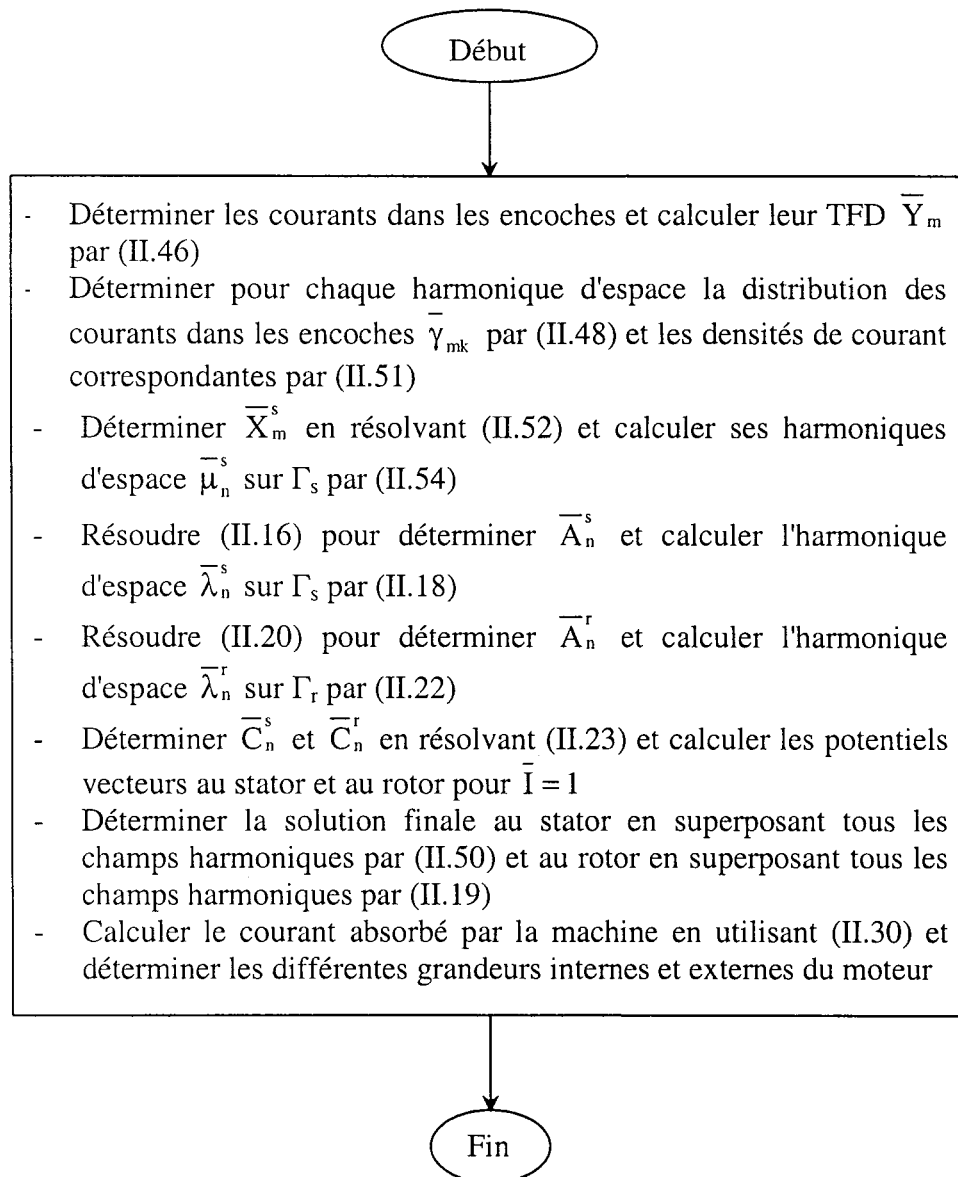 Début
- Déterminer les courants dans les encoches et calculer leur TFD Y̅ₘ
par (II.46)
- Déterminer pour chaque harmonique d'espace la distribution des
courants dans les encoches γ̅ₘₖ par (II.48) et les densités de courant
correspondantes par (II.51)
- Déterminer X̅ₘˢ en résolvant (II.52) et calculer ses harmoniques
d'espace μ̅ₙˢ sur Γₛ par (II.54)
- Résoudre (II.16) pour déterminer A̅ₙˢ et calculer l'harmonique
d'espace λ̅ₙˢ sur Γₛ par (II.18)
- Résoudre (II.20) pour déterminer A̅ₙʳ et calculer l'harmonique
d'espace λ̅ₙʳ sur Γᵣ par (II.22)
- Déterminer C̅ₙˢ et C̅ₙʳ en résolvant (II.23) et calculer les potentiels
vecteurs au stator et au rotor pour I̅ = 1
- Déterminer la solution finale au stator en superposant tous les
champs harmoniques par (II.50) et au rotor en superposant tous les
champs harmoniques par (II.19)
- Calculer le courant absorbé par la machine en utilisant (II.30) et
déterminer les différentes grandeurs internes et externes du moteur
Fin